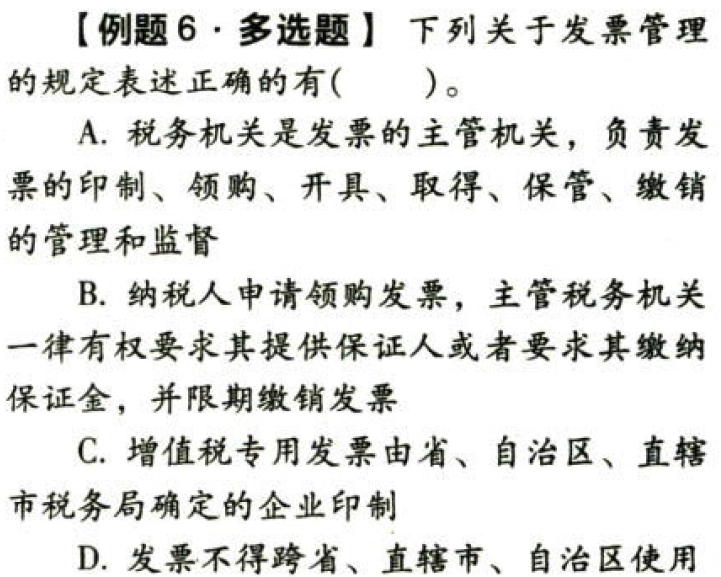 【例题6·多选题】 下列关于发票管理
的规定表述正确的有(　　)。
A. 税务机关是发票的主管机关，负责发
票的印制、领购、开具、取得、保管、缴销
的管理和监督
B. 纳税人申请领购发票，主管税务机关
一律有权要求其提供保证人或者要求其缴纳
保证金，并限期缴销发票
C. 增值税专用发票由省、自治区、直辖
市税务局确定的企业印制
D. 发票不得跨省、直辖市、自治区使用